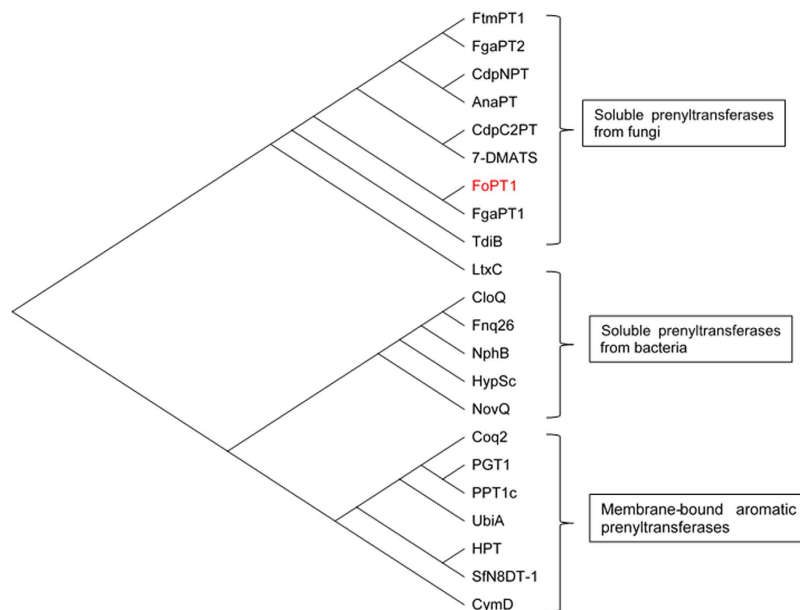 FtmPT1
FgaPT2
CdpNPT
AnaPT
CdpC2PT
7-DMATS
FoPT1
FgaPT1
TdiB
LtxC
CloQ
Fnq26
NphB
HypSc
NovQ
Coq2
PGT1
PPT1c
UbiA
HPT
SfN8DT-1
CymD
Soluble prenyltransferases
from fungi
Soluble prenyltransferases
from bacteria
Membrane-bound aromatic
prenyltransferases